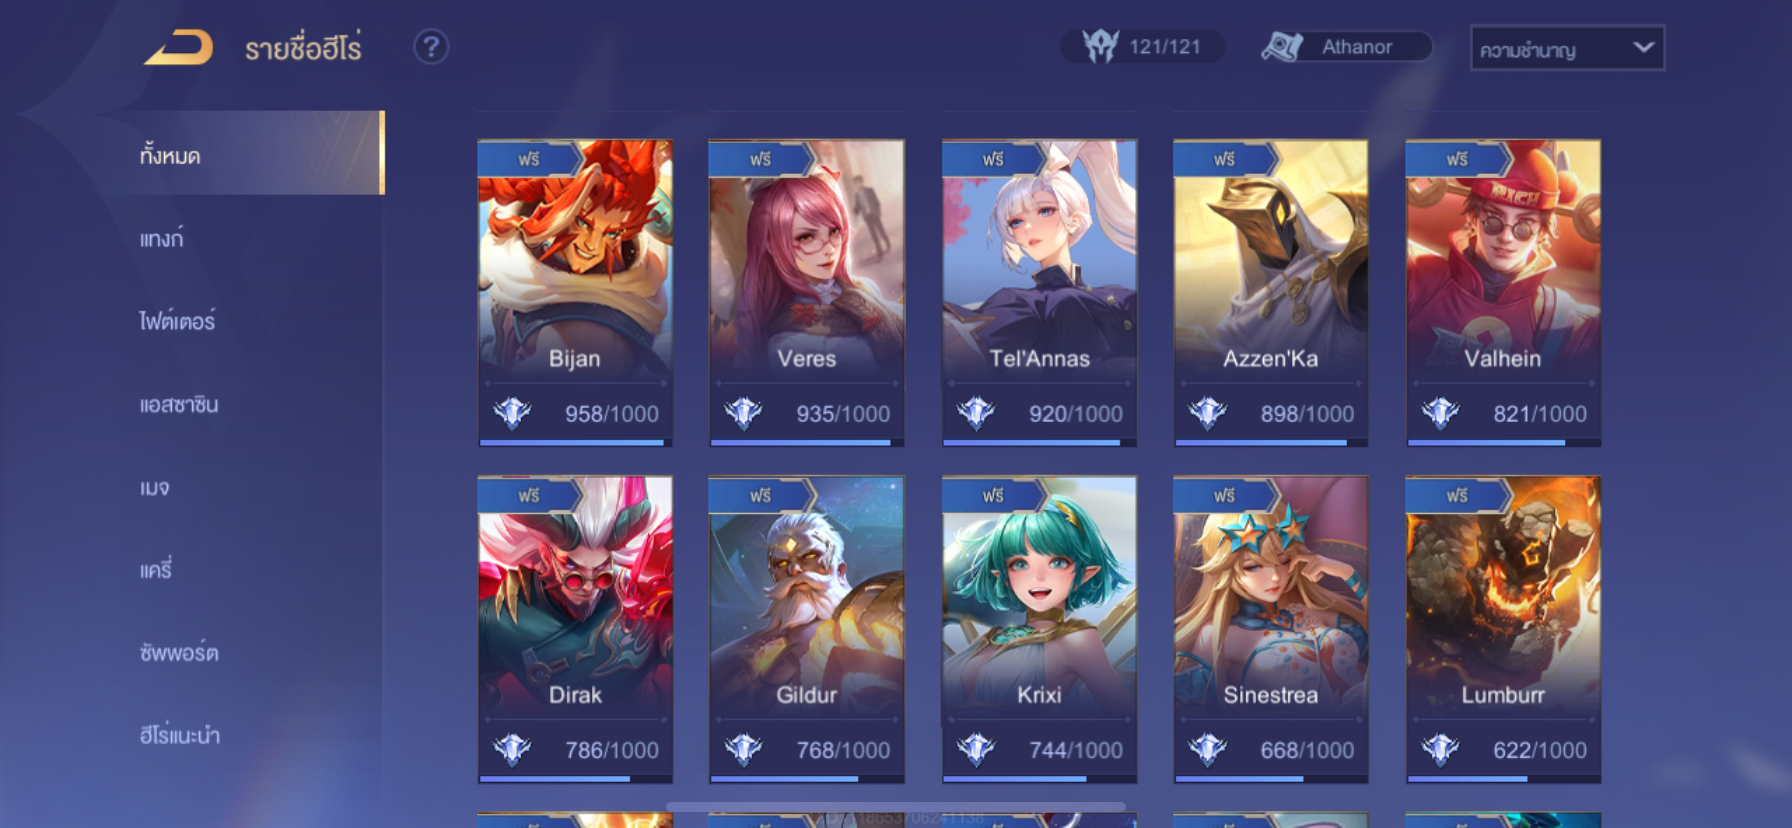 รายชื่อฮีโร่
?
121/121
Athanor
ความชำนาญ
ทั้งหมด
แทงก์
ไฟต์เตอร์
แอสซาซิน
เมจ
แครี่
ซัพพอร์ต
ฮีโร่แนะนำ
ฟรี ฟรี ฟรี ฟรี ฟรี
RICH
Bijan Veres Tel'Annas Azzen'Ka Valhein
958/1000 935/1000 920/1000 898/1000 821/1000
ฟรี ฟรี ฟรี ฟรี ฟรี
Dirak Gildur Krixi Sinestrea Lumburr
786/1000 768/1000 744/1000 668/1000 622/1000